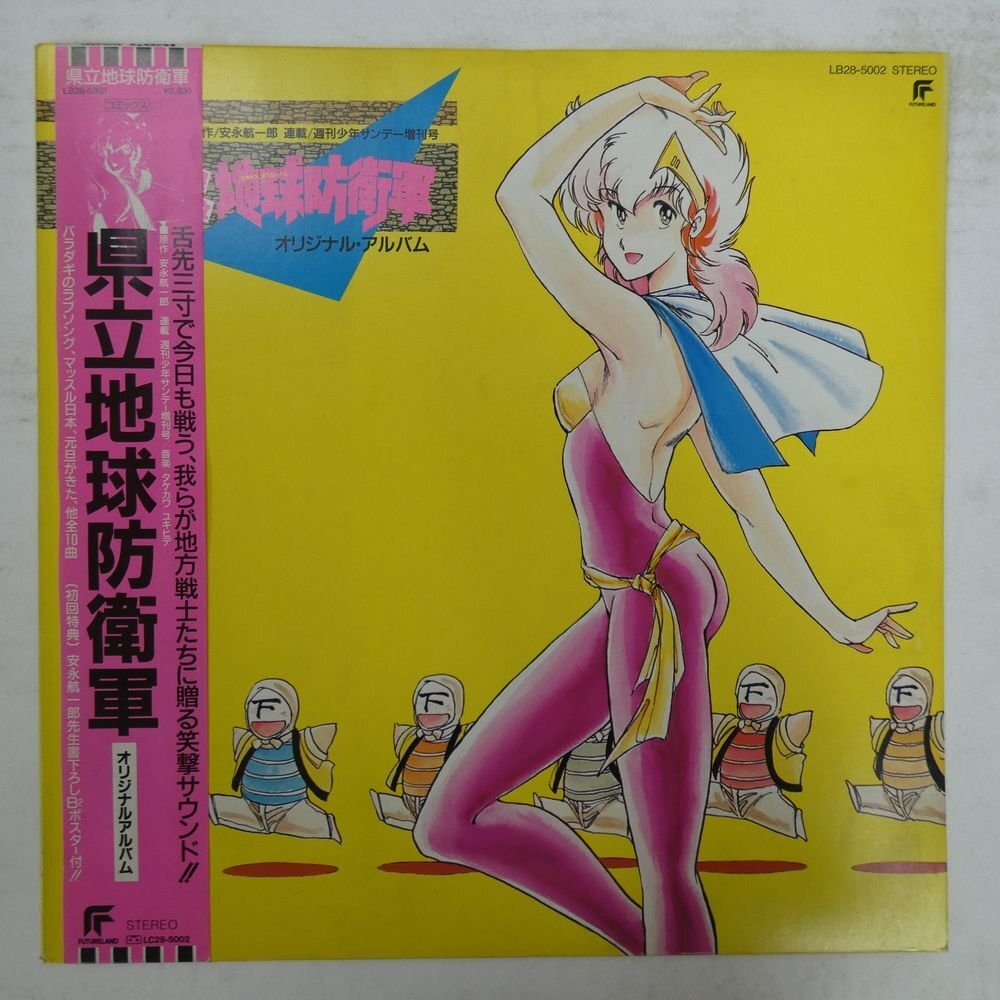 県立地球防衛軍
LB28-5002 ¥2,800
コミックス
舌先三寸で今日も戦う、我らが地方戦士たちに贈る笑撃サウンド!!
■原作 安永航一郎 連載 週刊少年サンデー増刊号/音楽 タケカワ ユキヒデ
県立地球防衛軍
オリジナルアルバム
バラダギのラブソング、マッスル日本、元旦がきた、他全10曲
(初回特典) 安永航一郎先生書下ろしB2ポスター付!!
FUTURELAND
STEREO
LC28-5002
LB28-5002 STEREO
FUTURELAND
作/安永航一郎 連載/週刊少年サンデー増刊号
地球防衛軍
オリジナル・アルバム
DG
下
下
下
下
下